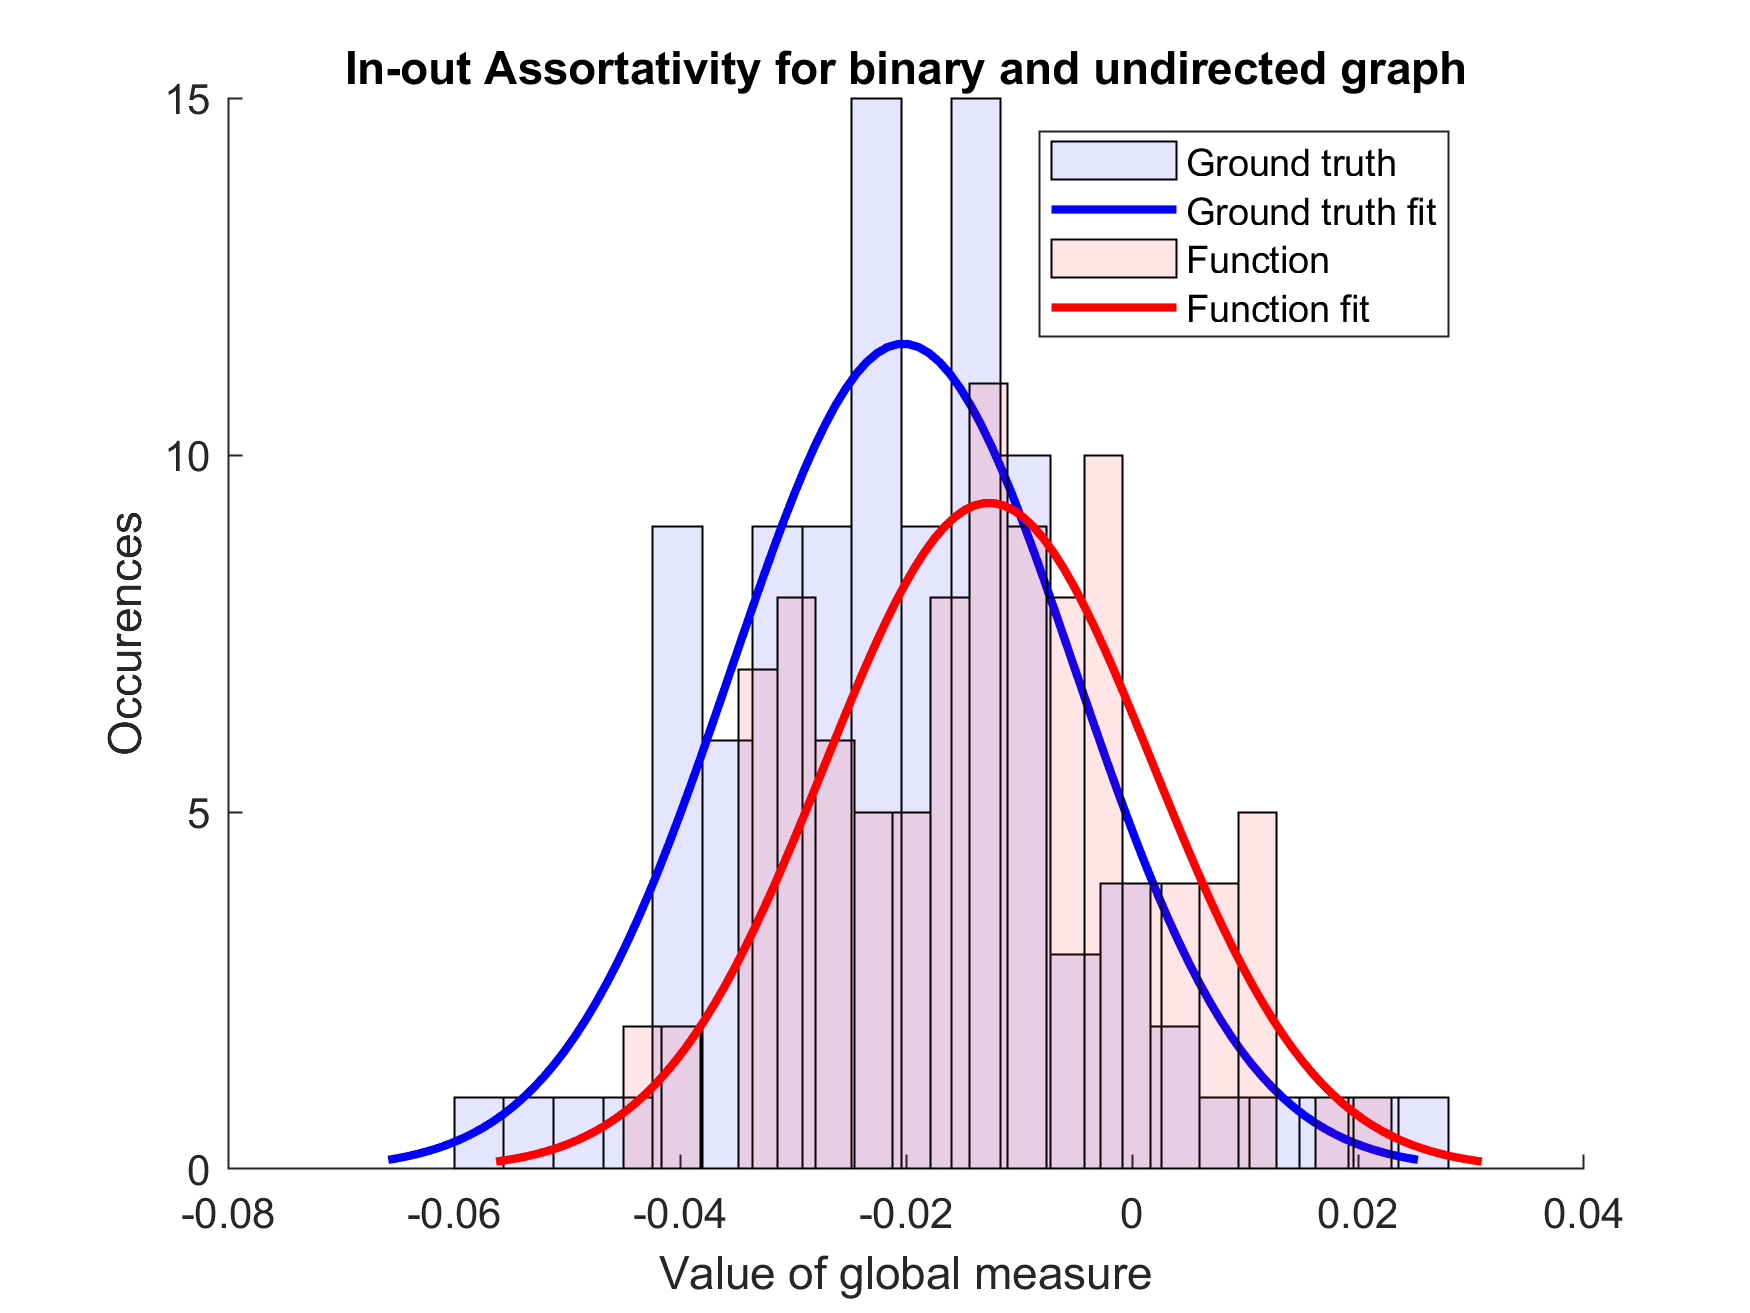 In-out Assortativity for binary and undirected graph
15
10
5
0
Occurences
Ground truth
Ground truth fit
Function
Function fit
-0.08
-0.06
-0.04
-0.02
0
0.02
0.04
Value of global measure